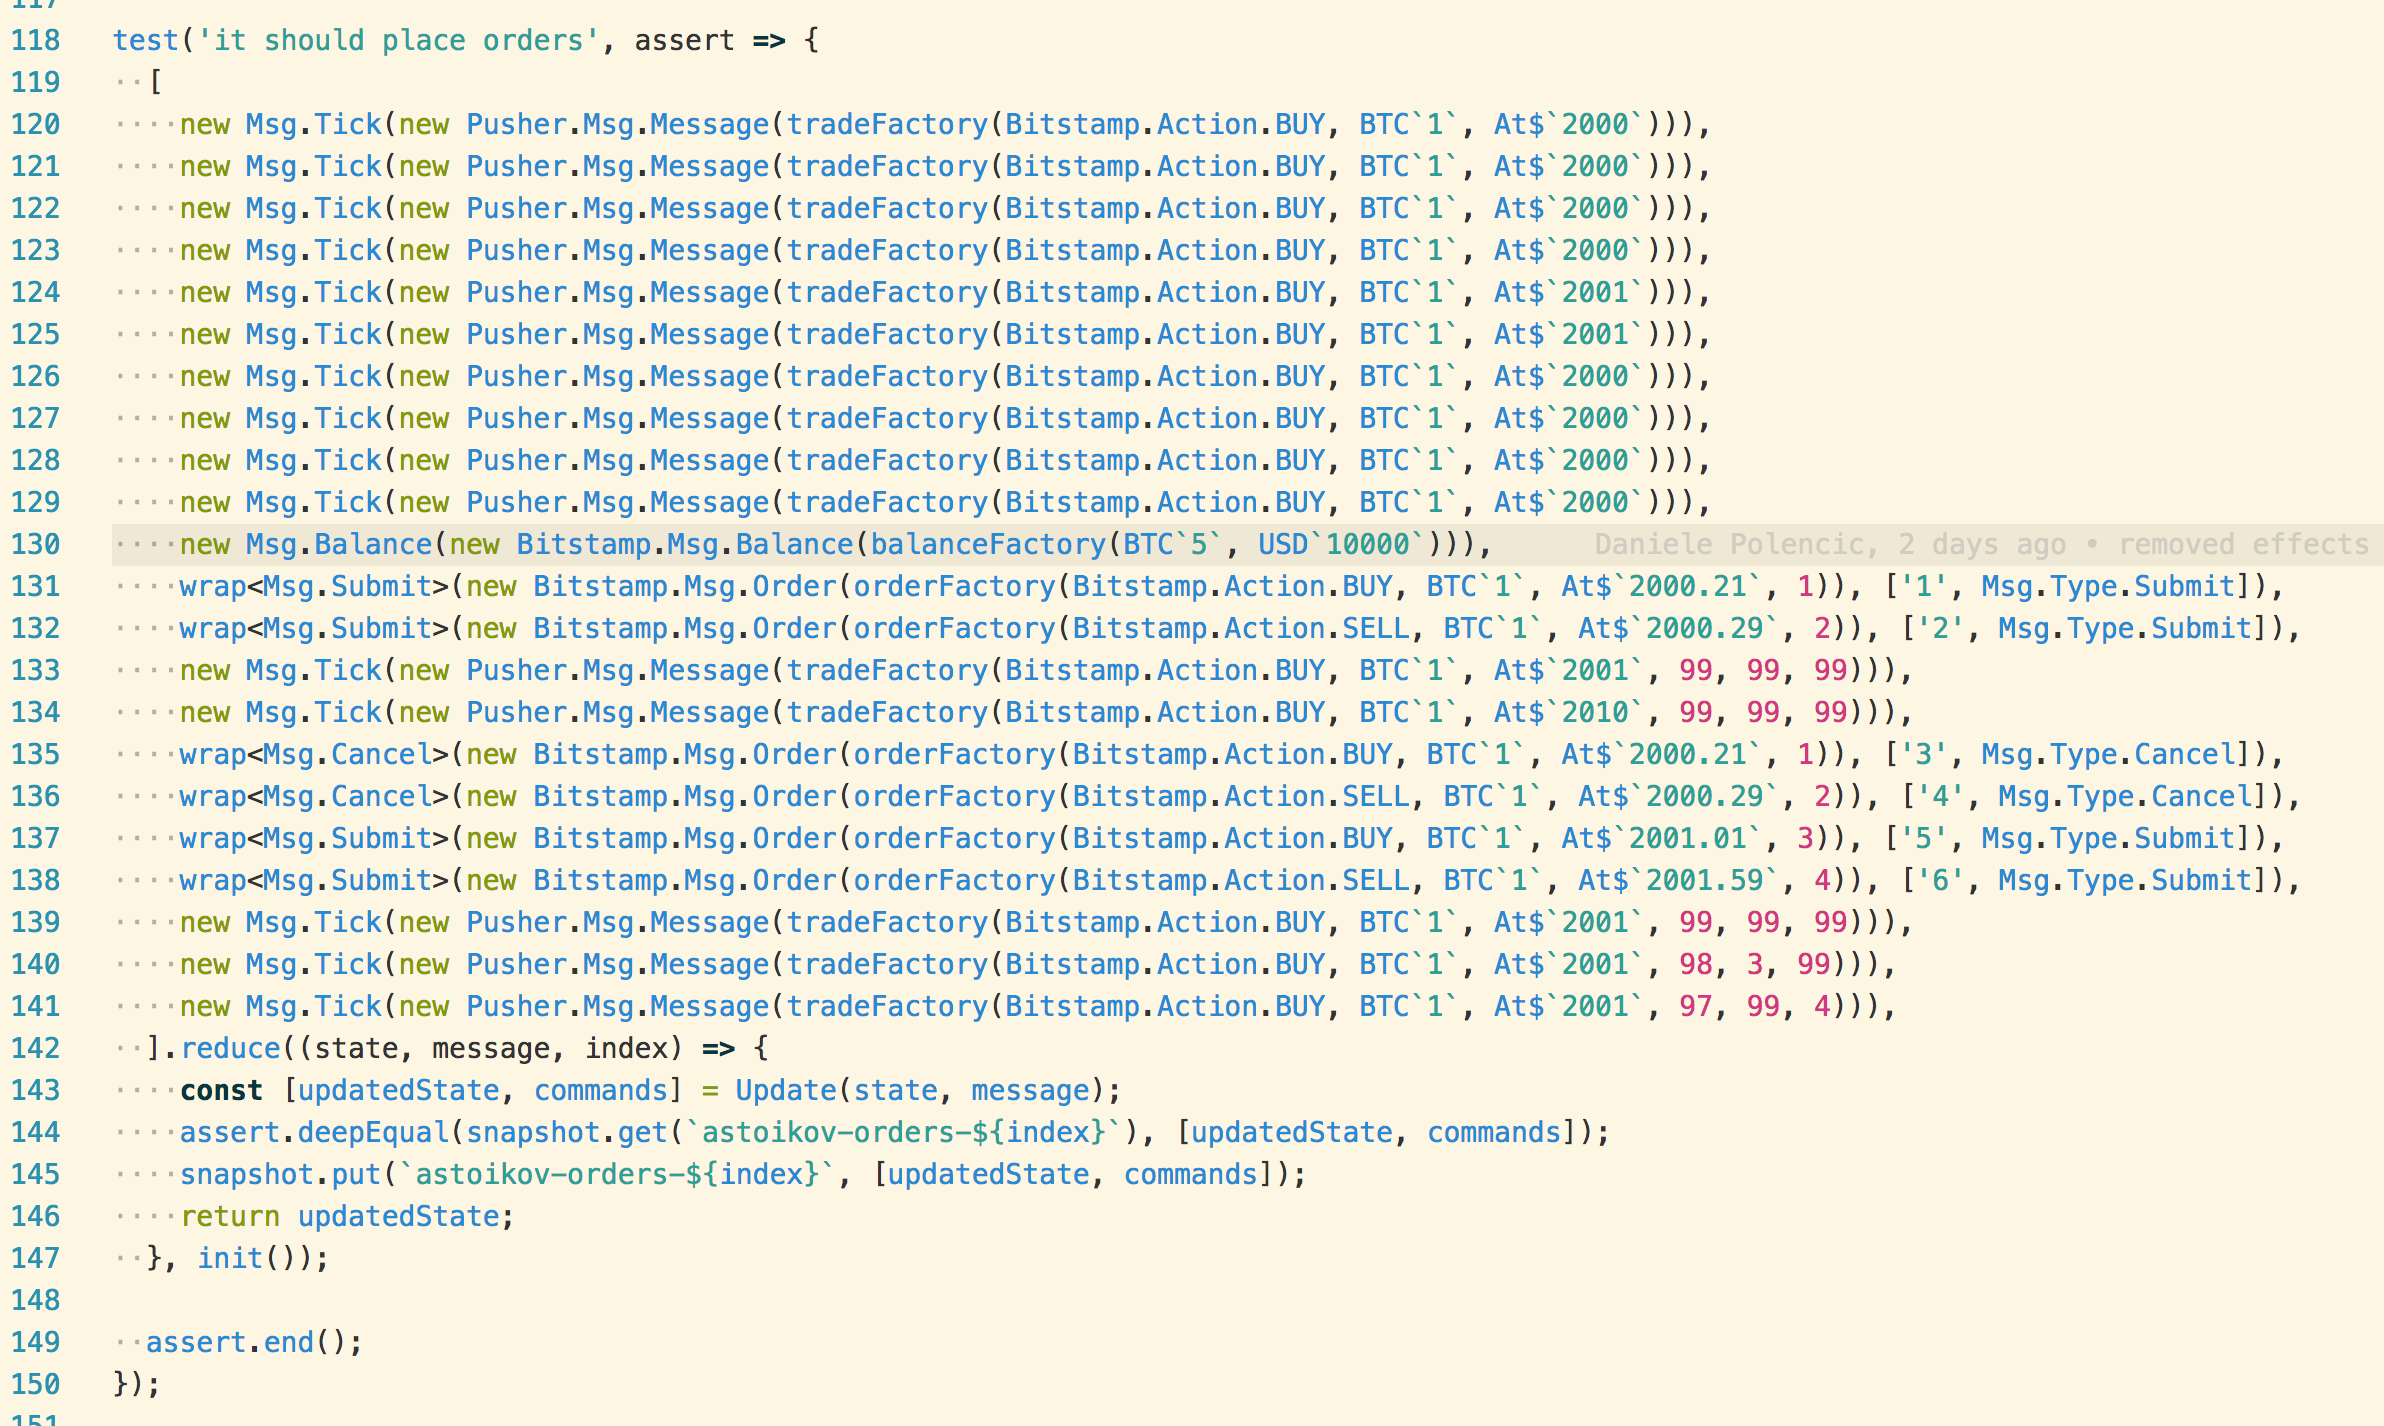 117
118 test('it should place orders', assert => {
119 ··[
120 ····new Msg.Tick(new Pusher.Msg.Message(tradeFactory(Bitstamp.Action.BUY, BTC`1`, At$`2000`))),
121 ····new Msg.Tick(new Pusher.Msg.Message(tradeFactory(Bitstamp.Action.BUY, BTC`1`, At$`2000`))),
122 ····new Msg.Tick(new Pusher.Msg.Message(tradeFactory(Bitstamp.Action.BUY, BTC`1`, At$`2000`))),
123 ····new Msg.Tick(new Pusher.Msg.Message(tradeFactory(Bitstamp.Action.BUY, BTC`1`, At$`2000`))),
124 ····new Msg.Tick(new Pusher.Msg.Message(tradeFactory(Bitstamp.Action.BUY, BTC`1`, At$`2001`))),
125 ····new Msg.Tick(new Pusher.Msg.Message(tradeFactory(Bitstamp.Action.BUY, BTC`1`, At$`2001`))),
126 ····new Msg.Tick(new Pusher.Msg.Message(tradeFactory(Bitstamp.Action.BUY, BTC`1`, At$`2000`))),
127 ····new Msg.Tick(new Pusher.Msg.Message(tradeFactory(Bitstamp.Action.BUY, BTC`1`, At$`2000`))),
128 ····new Msg.Tick(new Pusher.Msg.Message(tradeFactory(Bitstamp.Action.BUY, BTC`1`, At$`2000`))),
129 ····new Msg.Tick(new Pusher.Msg.Message(tradeFactory(Bitstamp.Action.BUY, BTC`1`, At$`2000`))),
130 ····new Msg.Balance(new Bitstamp.Msg.Balance(balanceFactory(BTC`5`, USD`10000`))), Daniele Polencic, 2 days ago • removed effects
131 ····wrap<Msg.Submit>(new Bitstamp.Msg.Order(orderFactory(Bitstamp.Action.BUY, BTC`1`, At$`2000.21`, 1)), ['1', Msg.Type.Submit]),
132 ····wrap<Msg.Submit>(new Bitstamp.Msg.Order(orderFactory(Bitstamp.Action.SELL, BTC`1`, At$`2000.29`, 2)), ['2', Msg.Type.Submit]),
133 ····new Msg.Tick(new Pusher.Msg.Message(tradeFactory(Bitstamp.Action.BUY, BTC`1`, At$`2001`, 99, 99, 99))),
134 ····new Msg.Tick(new Pusher.Msg.Message(tradeFactory(Bitstamp.Action.BUY, BTC`1`, At$`2010`, 99, 99, 99))),
135 ····wrap<Msg.Cancel>(new Bitstamp.Msg.Order(orderFactory(Bitstamp.Action.BUY, BTC`1`, At$`2000.21`, 1)), ['3', Msg.Type.Cancel]),
136 ····wrap<Msg.Cancel>(new Bitstamp.Msg.Order(orderFactory(Bitstamp.Action.SELL, BTC`1`, At$`2000.29`, 2)), ['4', Msg.Type.Cancel]),
137 ····wrap<Msg.Submit>(new Bitstamp.Msg.Order(orderFactory(Bitstamp.Action.BUY, BTC`1`, At$`2001.01`, 3)), ['5', Msg.Type.Submit]),
138 ····wrap<Msg.Submit>(new Bitstamp.Msg.Order(orderFactory(Bitstamp.Action.SELL, BTC`1`, At$`2001.59`, 4)), ['6', Msg.Type.Submit]),
139 ····new Msg.Tick(new Pusher.Msg.Message(tradeFactory(Bitstamp.Action.BUY, BTC`1`, At$`2001`, 99, 99, 99))),
140 ····new Msg.Tick(new Pusher.Msg.Message(tradeFactory(Bitstamp.Action.BUY, BTC`1`, At$`2001`, 98, 3, 99))),
141 ····new Msg.Tick(new Pusher.Msg.Message(tradeFactory(Bitstamp.Action.BUY, BTC`1`, At$`2001`, 97, 99, 4))),
142 ··].reduce((state, message, index) => {
143 ····const [updatedState, commands] = Update(state, message);
144 ····assert.deepEqual(snapshot.get(`astoikov-orders-${index}`), [updatedState, commands]);
145 ····snapshot.put(`astoikov-orders-${index}`, [updatedState, commands]);
146 ····return updatedState;
147 ··}, init());
148
149 ··assert.end();
150 });
151